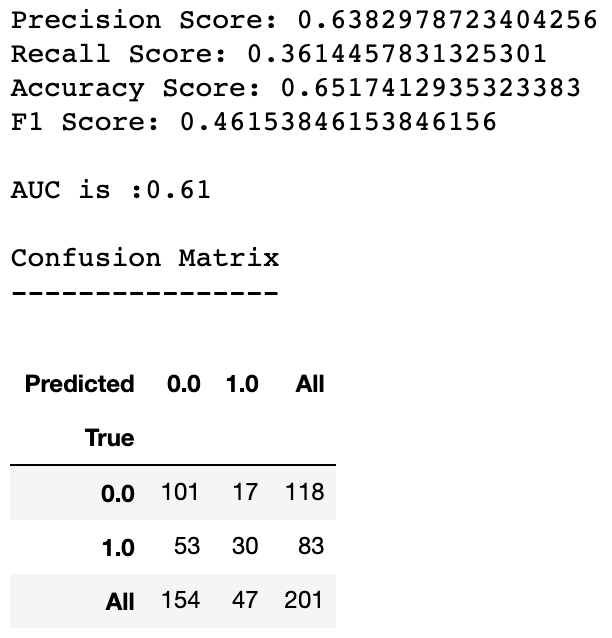 Precision Score: 0.6382978723404256
Recall Score: 0.3614457831325301
Accuracy Score: 0.6517412935323383
F1 Score: 0.46153846153846156
AUC is :0.61
Confusion Matrix
----------------
Predicted 0.0 1.0 All
True
0.0 101 17 118
1.0 53 30 83
All 154 47 201